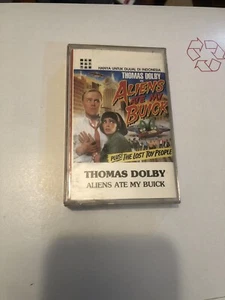 HANYA UNTUK DIJUAL DI INDONESIA
THOMAS DOLBY
ALIENS
ATE MY
BUICK
PLUS THE LOST TOY PEOPLE
THOMAS DOLBY
ALIENS ATE MY BUICK